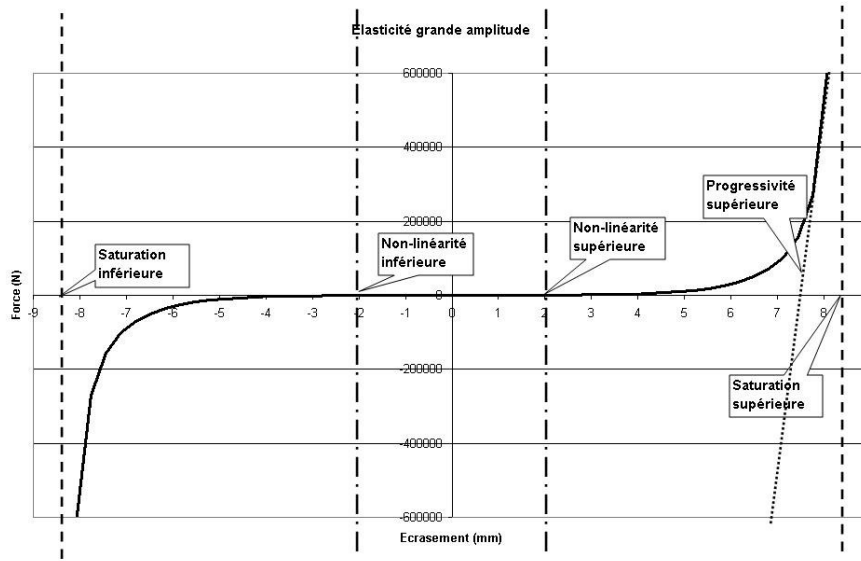 Elasticité grande amplitude
600000
400000
200000
0
-200000
-400000
-600000
Force (N)
-9 -8 -7 -6 -5 -4 -3 -2 -1 0 1 2 3 4 5 6 7 8
Ecrasement (mm)
Saturation
inférieure
Non-linéarité
inférieure
Non-linéarité
supérieure
Progressivité
supérieure
Saturation
supérieure